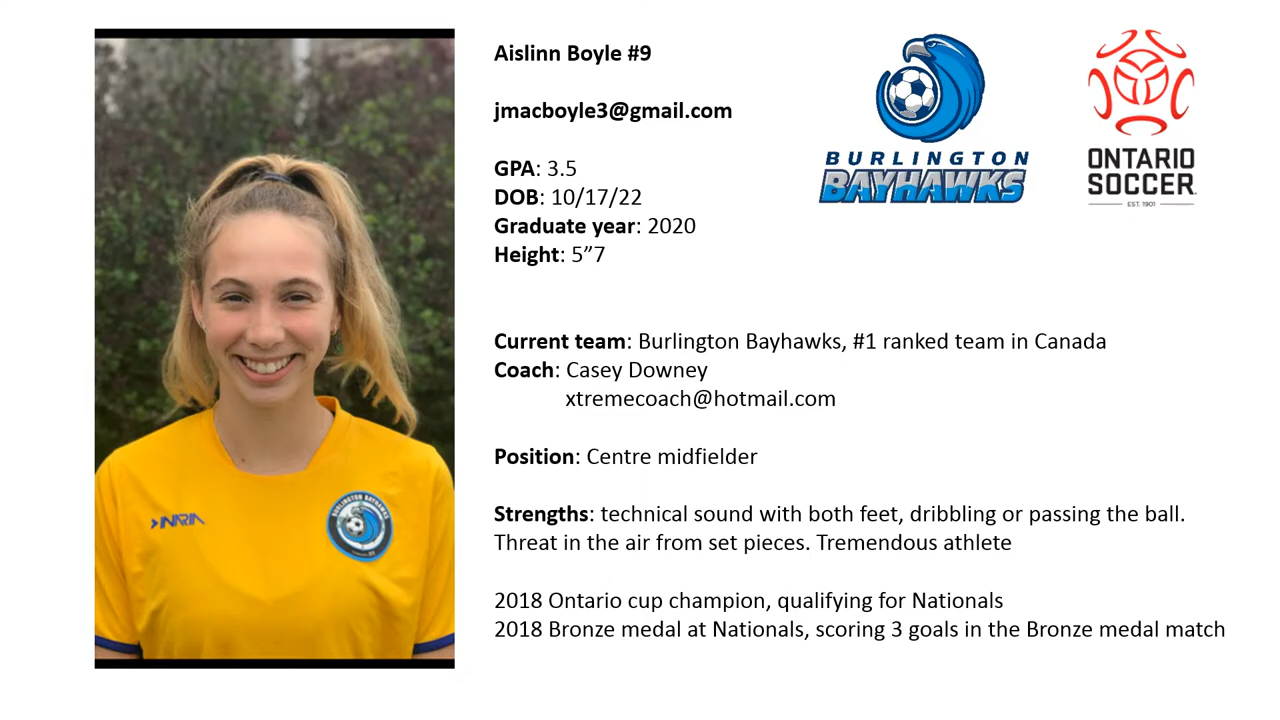 Aislinn Boyle #9
jmacboyle3@gmail.com
GPA: 3.5
DOB: 10/17/22
Graduate year: 2020
Height: 5”7
BURLINGTON
BAYHAWKS
ONTARIO
SOCCER
EST. 1901
Current team: Burlington Bayhawks, #1 ranked team in Canada
Coach: Casey Downey
xtremecoach@hotmail.com
Position: Centre midfielder
Strengths: technical sound with both feet, dribbling or passing the ball.
Threat in the air from set pieces. Tremendous athlete
2018 Ontario cup champion, qualifying for Nationals
2018 Bronze medal at Nationals, scoring 3 goals in the Bronze medal match
INARIA
BURLINGTON BAYHAWKS